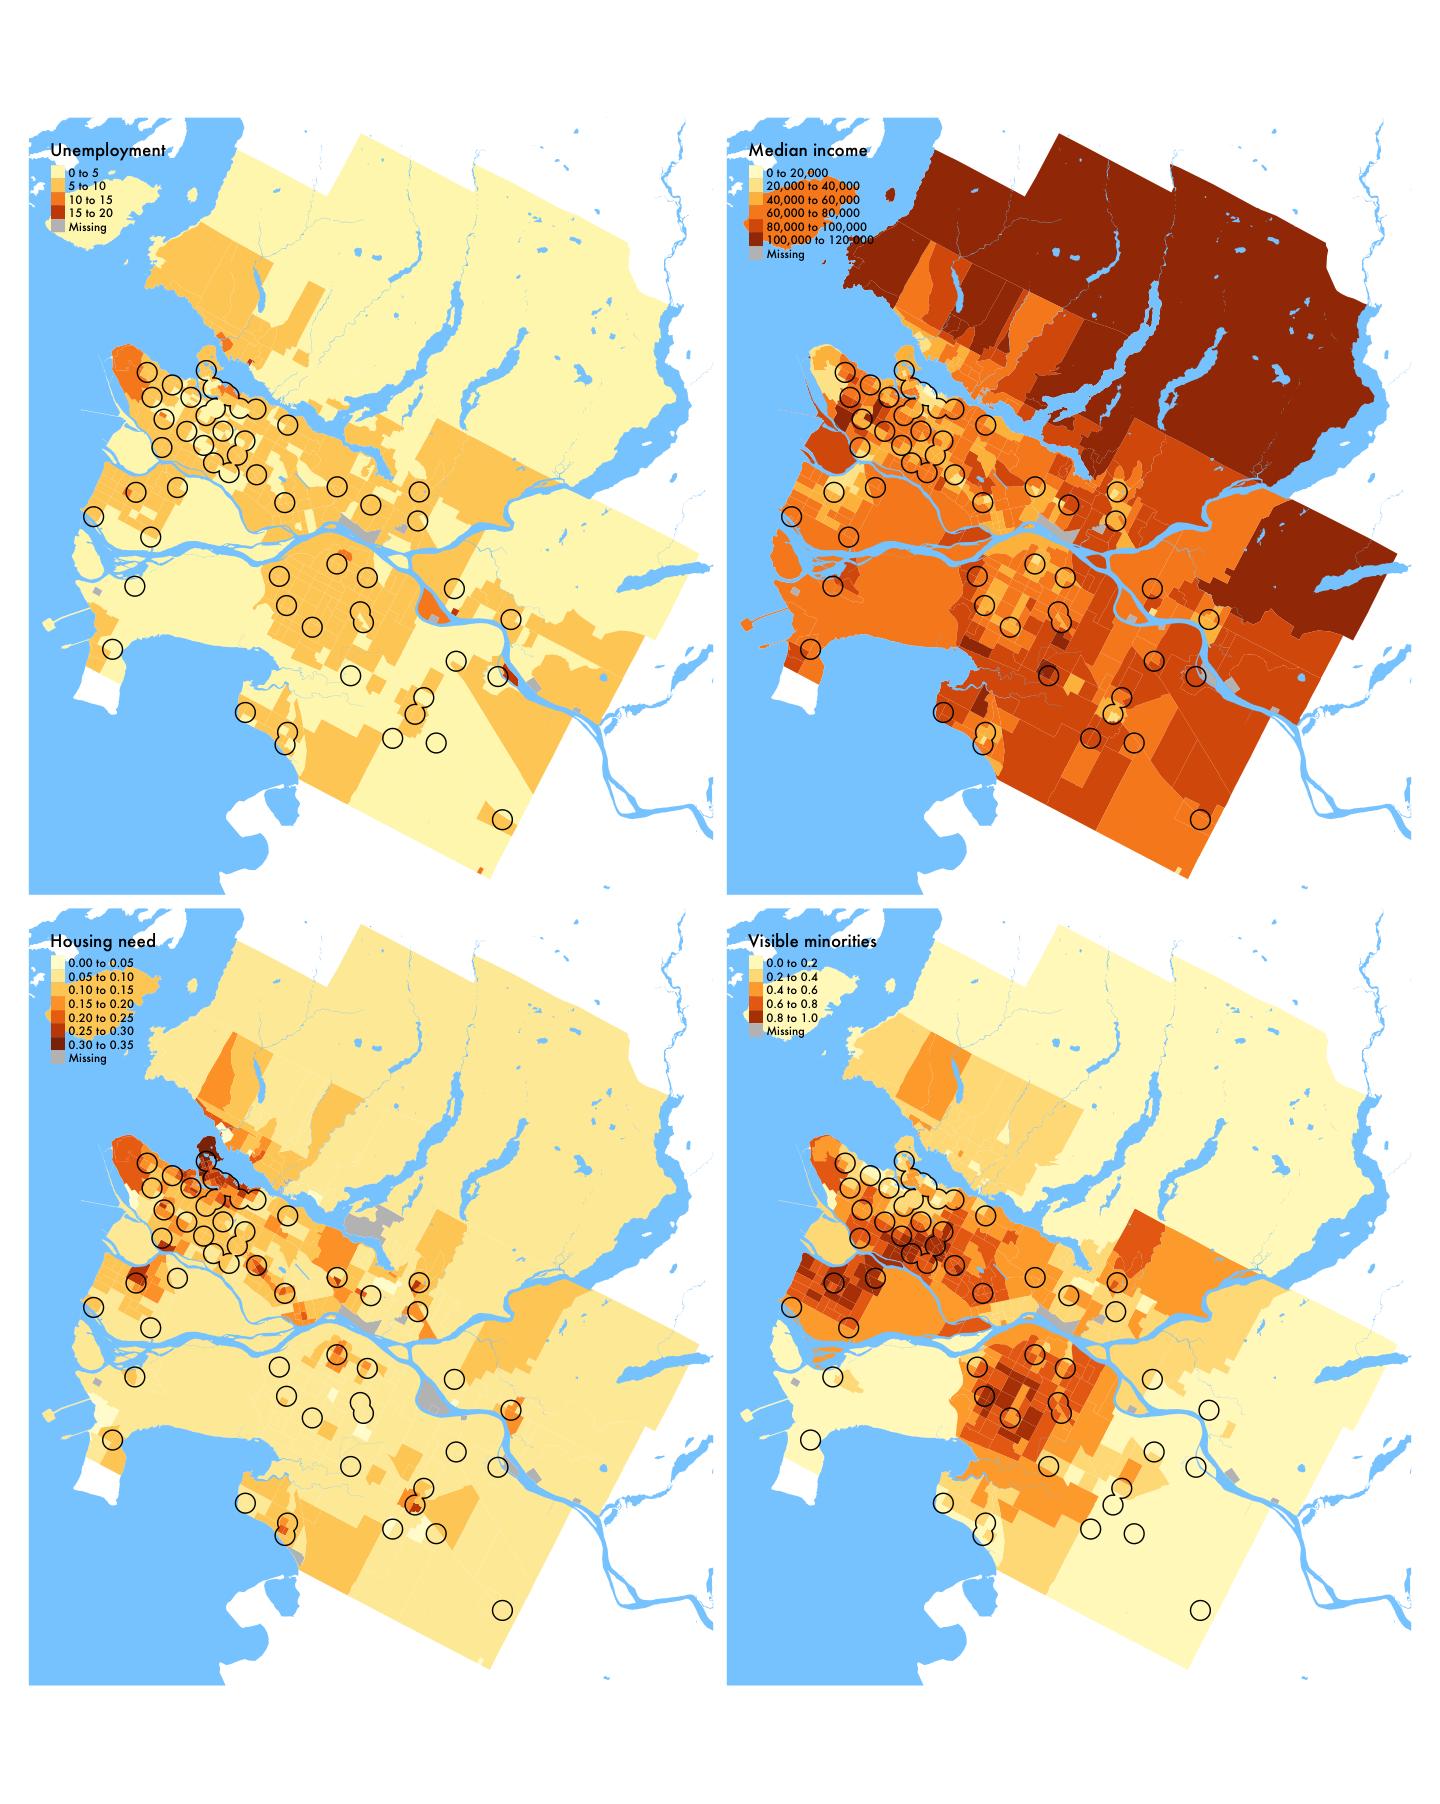 Unemployment
0 to 5
5 to 10
10 to 15
15 to 20
Missing
Median income
0 to 20,000
20,000 to 40,000
40,000 to 60,000
60,000 to 80,000
80,000 to 100,000
100,000 to 120,000
Missing
Housing need
0.00 to 0.05
0.05 to 0.10
0.10 to 0.15
0.15 to 0.20
0.20 to 0.25
0.25 to 0.30
0.30 to 0.35
Missing
Visible minorities
0.0 to 0.2
0.2 to 0.4
0.4 to 0.6
0.6 to 0.8
0.8 to 1.0
Missing